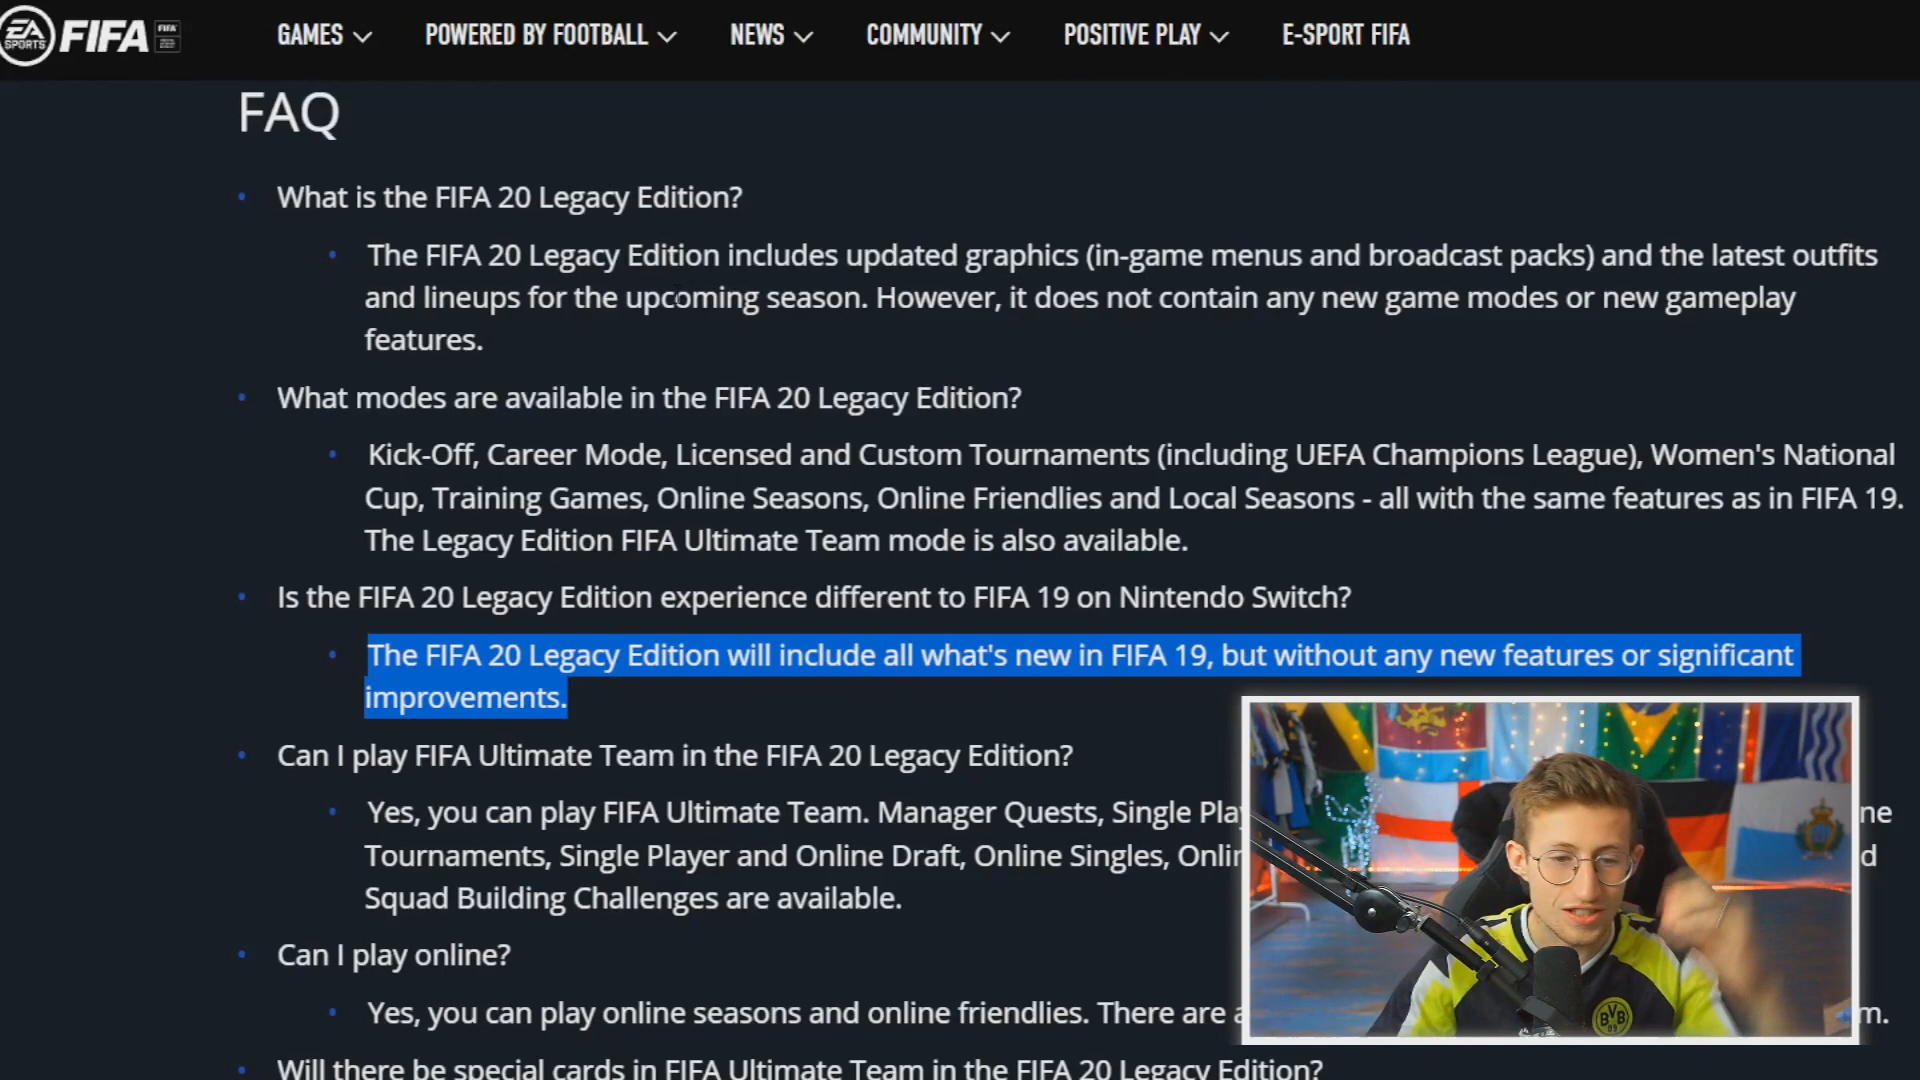 EA SPORTS FIFA FIFA
GAMES POWERED BY FOOTBALL NEWS COMMUNITY POSITIVE PLAY E-SPORT FIFA
FAQ
What is the FIFA 20 Legacy Edition?
The FIFA 20 Legacy Edition includes updated graphics (in-game menus and broadcast packs) and the latest outfits
and lineups for the upcoming season. However, it does not contain any new game modes or new gameplay
features.
What modes are available in the FIFA 20 Legacy Edition?
Kick-Off, Career Mode, Licensed and Custom Tournaments (including UEFA Champions League), Women's National
Cup, Training Games, Online Seasons, Online Friendlies and Local Seasons - all with the same features as in FIFA 19.
The Legacy Edition FIFA Ultimate Team mode is also available.
Is the FIFA 20 Legacy Edition experience different to FIFA 19 on Nintendo Switch?
The FIFA 20 Legacy Edition will include all what's new in FIFA 19, but without any new features or significant
improvements.
Can I play FIFA Ultimate Team in the FIFA 20 Legacy Edition?
Yes, you can play FIFA Ultimate Team. Manager Quests, Single Pla ne
Tournaments, Single Player and Online Draft, Online Singles, Onlin d
Squad Building Challenges are available.
Can I play online?
Yes, you can play online seasons and online friendlies. There are a m.
Will there be special cards in FIFA Ultimate Team in the FIFA 20 Legacy Edition?
BVB 09